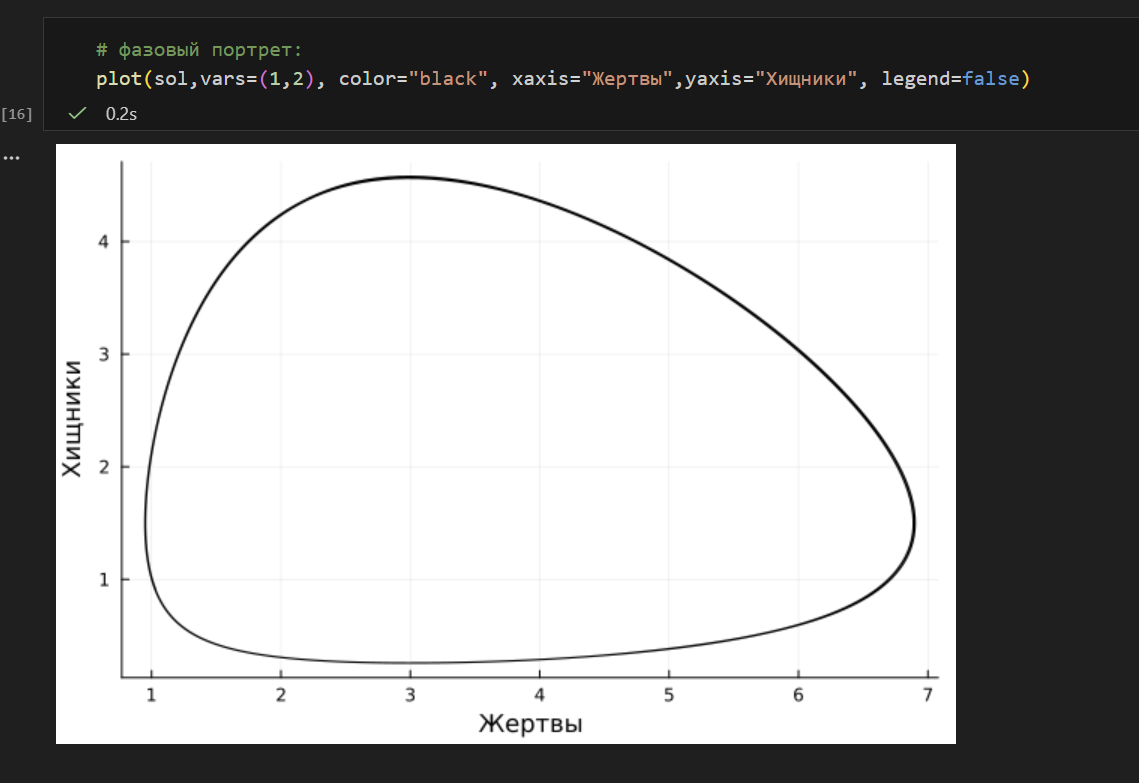 # фазовый портрет:
plot(sol,vars=(1,2), color="black", xaxis="Жертвы",yaxis="Хищники", legend=false)
[16]
0.2s
...
4
3
2
1
Хищники
1 2 3 4 5 6 7
Жертвы